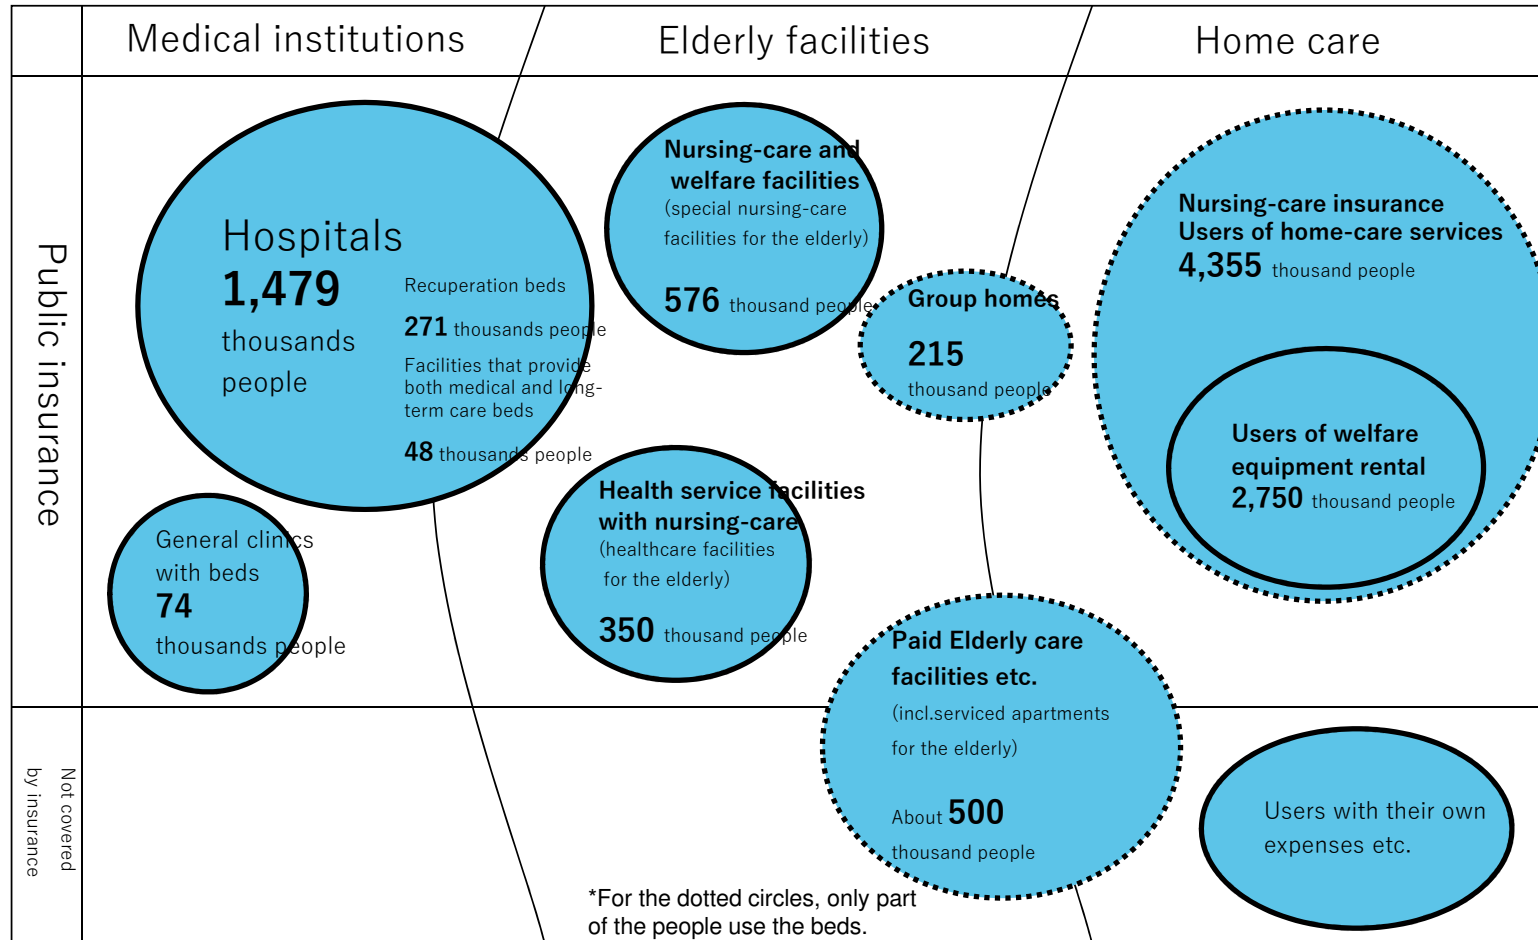 Medical institutions
Elderly facilities
Home care
Public insurance
Hospitals
1,479
thousands
people
Recuperation beds
271 thousands people
Facilities that provide
both medical and long-
term care beds
48 thousands people
General clinics
with beds
74
thousands people
Nursing-care and
welfare facilities
(special nursing-care
facilities for the elderly)
576 thousand people
Group homes
215
thousand people
Health service facilities
with nursing-care
(healthcare facilities
for the elderly)
350 thousand people
Nursing-care insurance
Users of home-care services
4,355 thousand people
Users of welfare
equipment rental
2,750 thousand people
Paid Elderly care
facilities etc.
(incl.serviced apartments
for the elderly)
About 500
thousand people
Not covered
by insurance
Users with their own
expenses etc.
*For the dotted circles, only part
of the people use the beds.